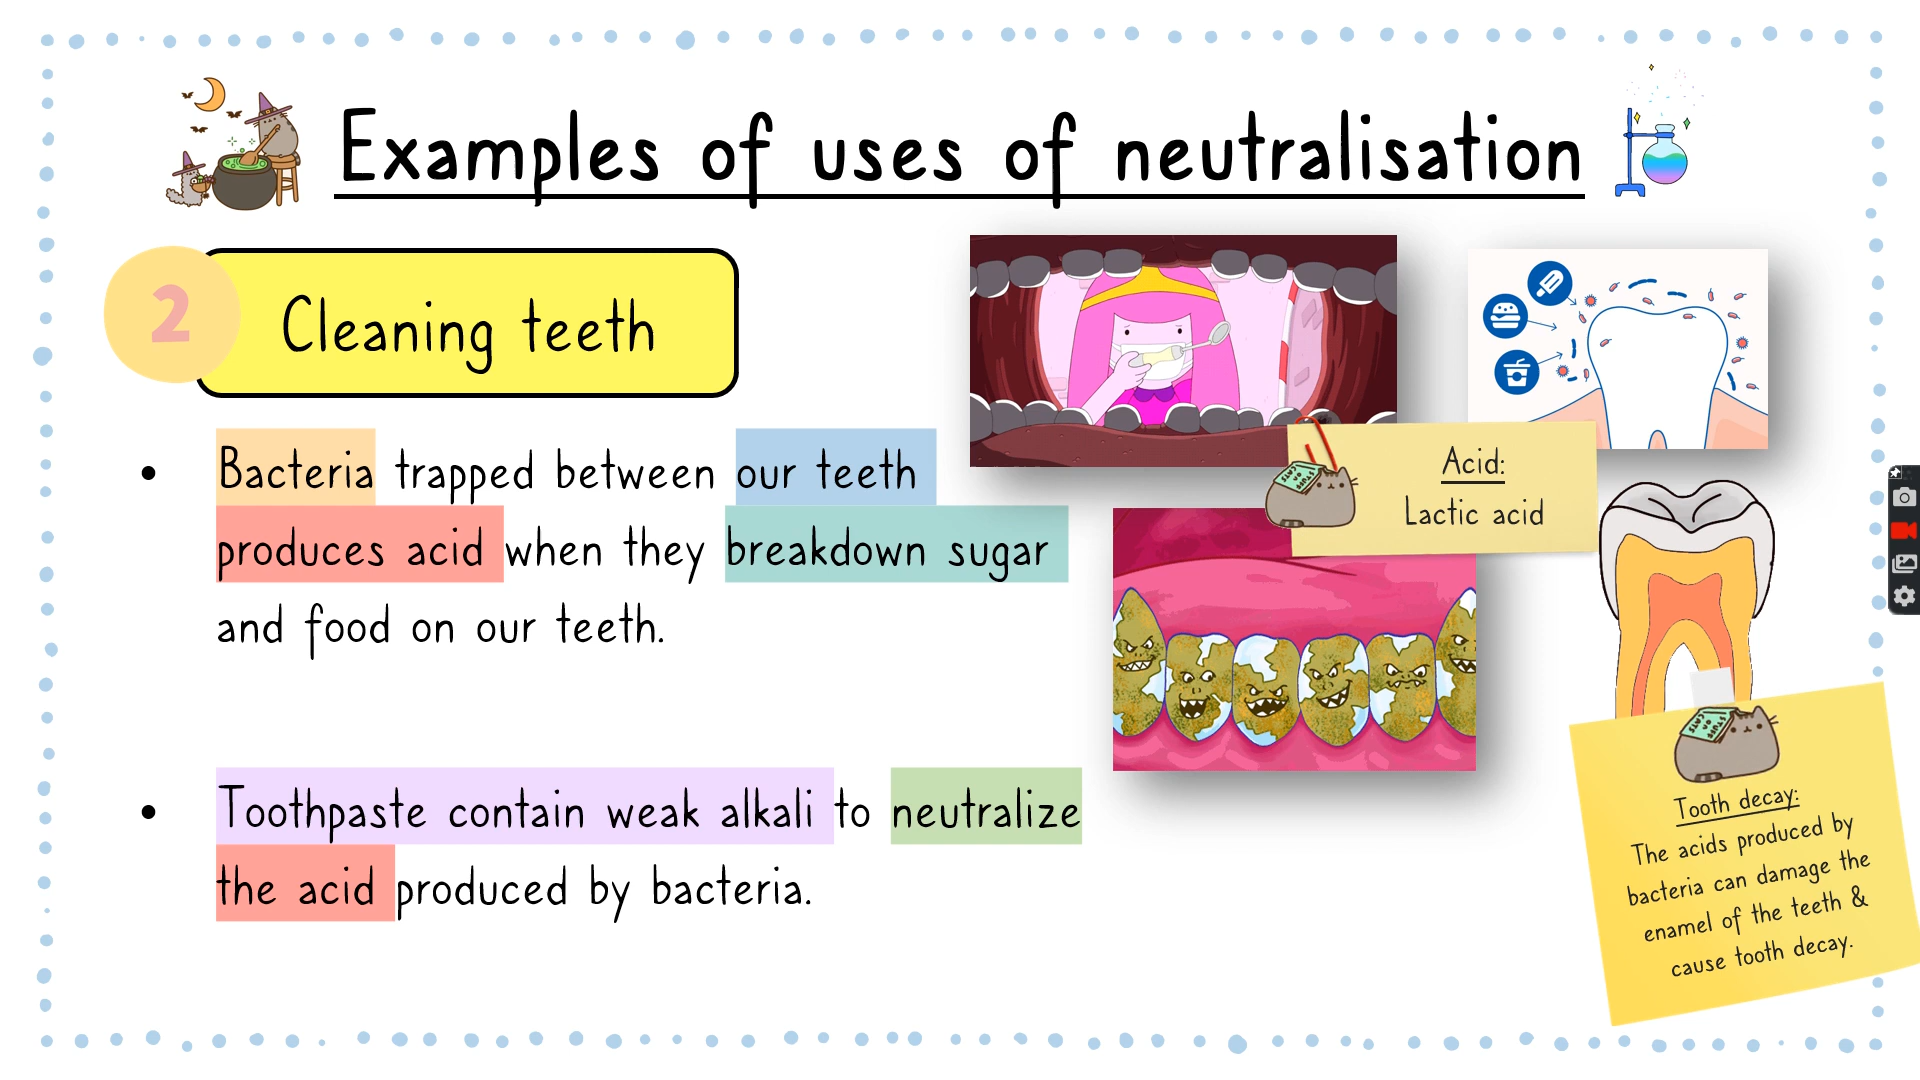 Examples of uses of neutralisation
2
Cleaning teeth
Bacteria trapped between our teeth
produces acid when they breakdown sugar
and food on our teeth.
Toothpaste contain weak alkali to neutralize
the acid produced by bacteria.
Acid:
Lactic acid
Tooth decay:
The acids produced by
bacteria can damage the
enamel of the teeth &
cause tooth decay.